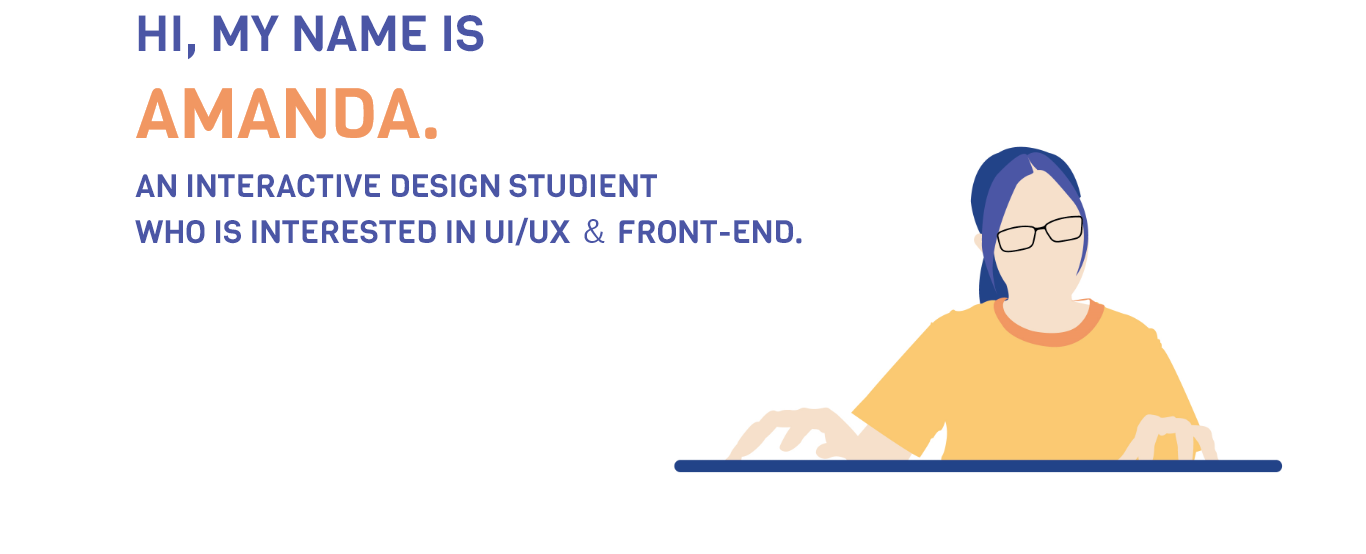 HI, MY NAME IS
AMANDA.
AN INTERACTIVE DESIGN STUDIENT
WHO IS INTERESTED IN UI/UX & FRONT-END.